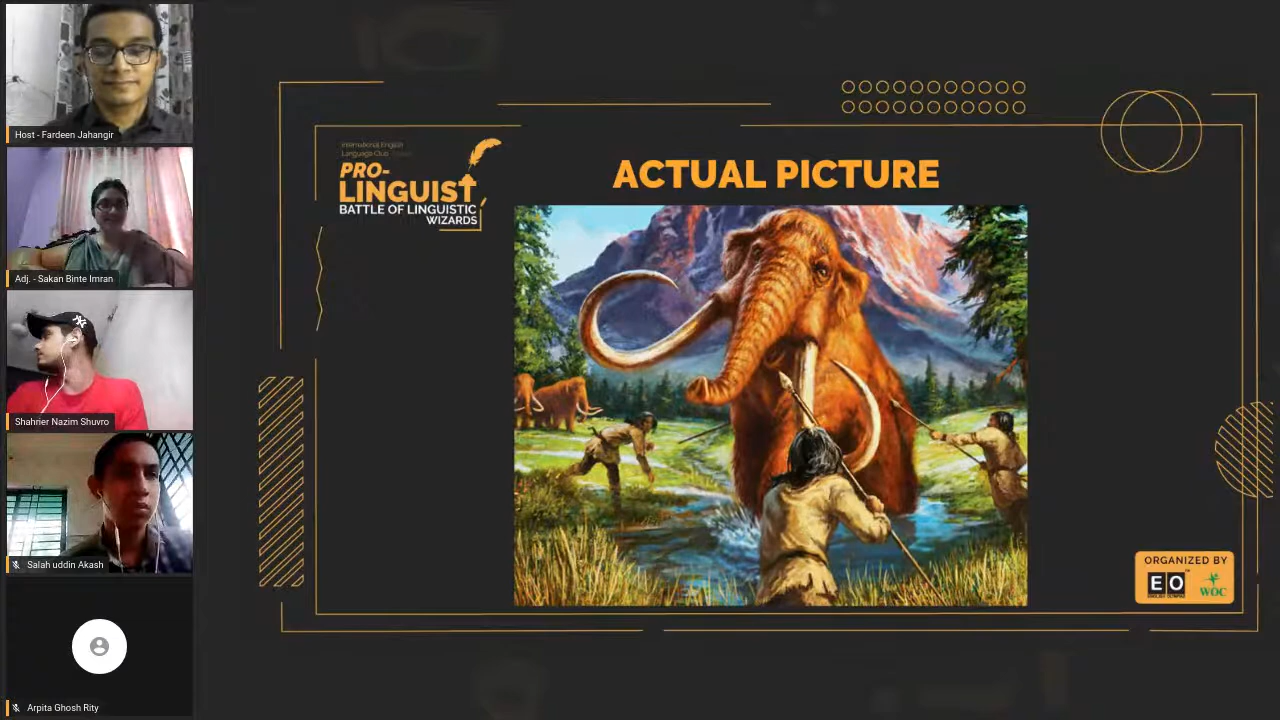 Host - Fardeen Jahangir
Adj. - Sakan Binte Imran
Shahrier Nazim Shuvro
Salah uddin Akash
Arpita Ghosh Rity
International English
Language Club
PRO-
LINGUIST
BATTLE OF LINGUISTIC
WIZARDS
ACTUAL PICTURE
ORGANIZED BY
EO
WOC